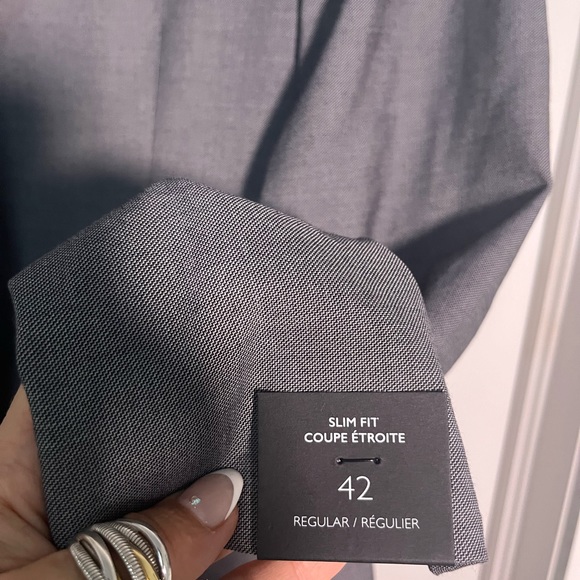 SLIM FIT
COUPE ÉTROITE
42
REGULAR / RÉGULIER